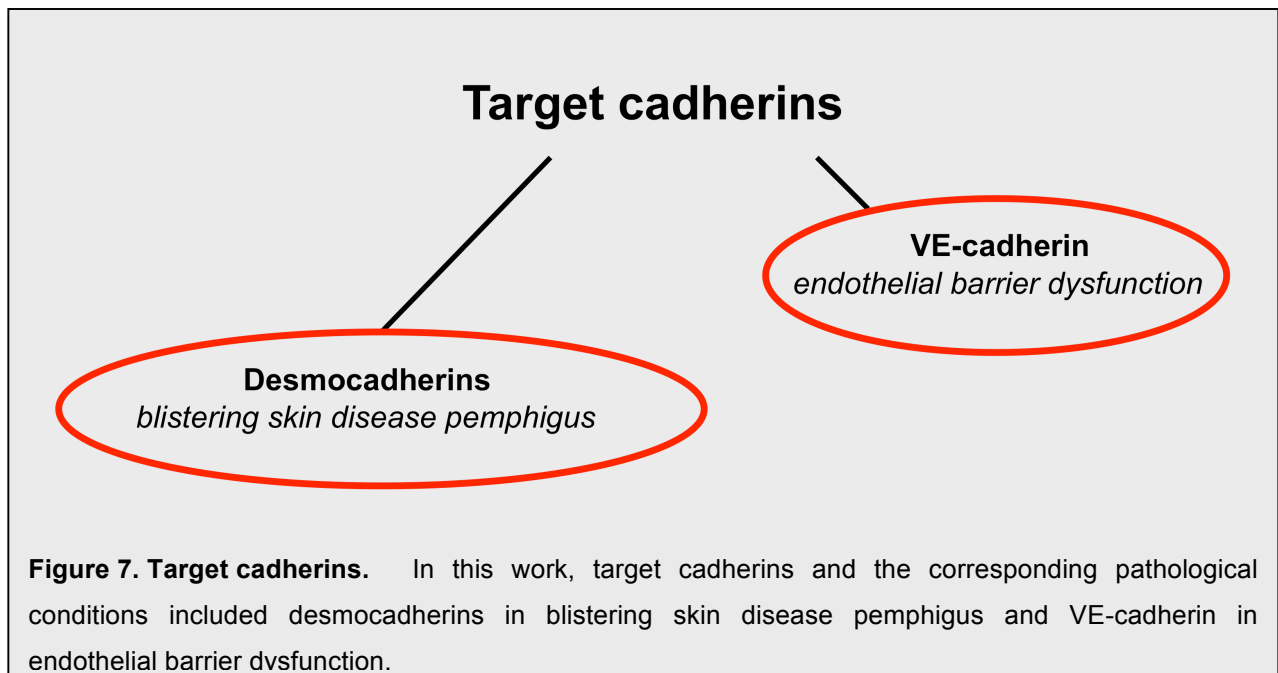 Target cadherins
VE-cadherin
endothelial barrier dysfunction
Desmocadherins
blistering skin disease pemphigus
Figure 7. Target cadherins. In this work, target cadherins and the corresponding pathological
conditions included desmocadherins in blistering skin disease pemphigus and VE-cadherin in
endothelial barrier dysfunction.